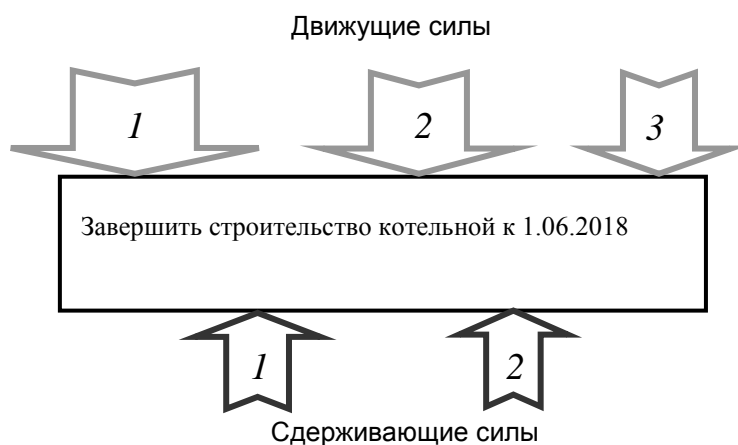 Движущие силы
1 2 3
Завершить строительство котельной к 1.06.2018
1 2
Сдерживающие силы